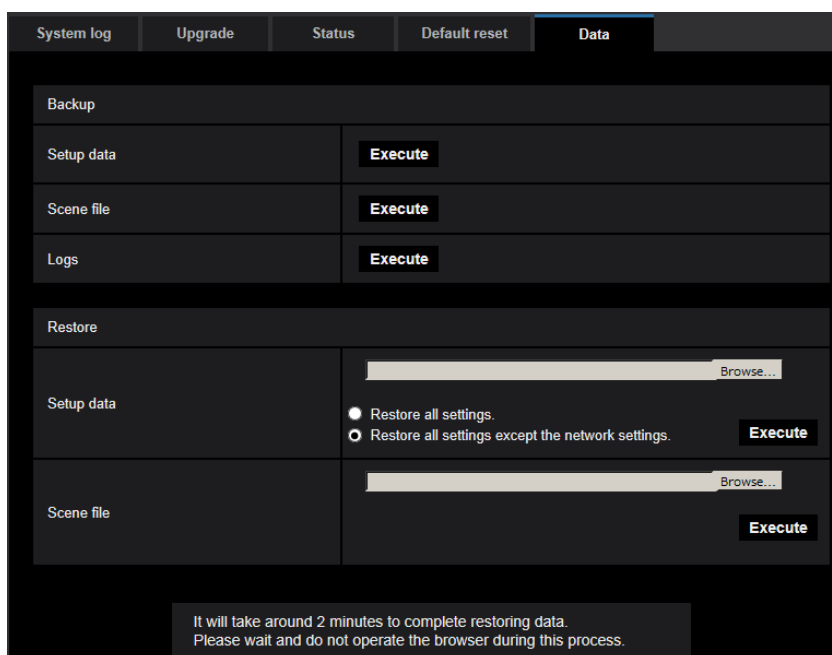 System log Upgrade Status Default reset Data
Backup
Setup data Execute
Scene file Execute
Logs Execute
Restore
Browse...
Setup data
Restore all settings.
Restore all settings except the network settings. Execute
Browse...
Scene file
Execute
It will take around 2 minutes to complete restoring data.
Please wait and do not operate the browser during this process.